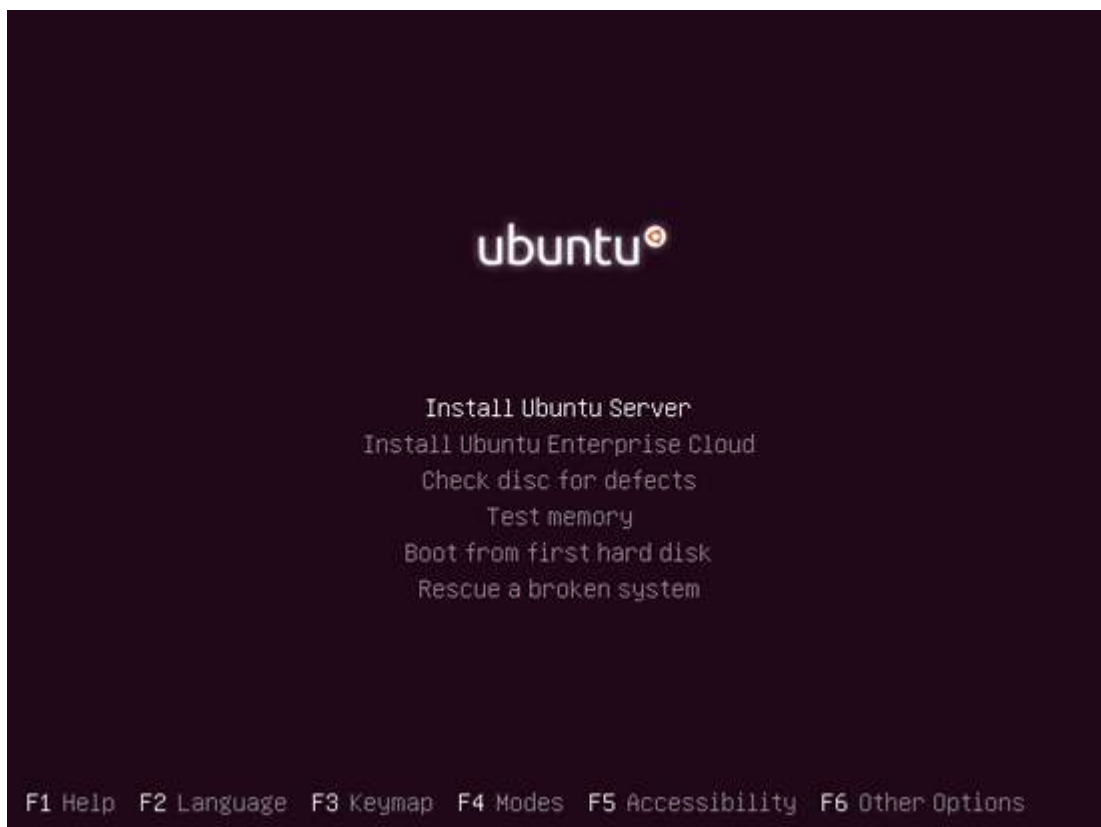 ubuntu
Install Ubuntu Server
Install Ubuntu Enterprise Cloud
Check disc for defects
Test memory
Boot from first hard disk
Rescue a broken system
F1 Help F2 Language F3 Keymap F4 Modes F5 Accessibility F6 Other Options